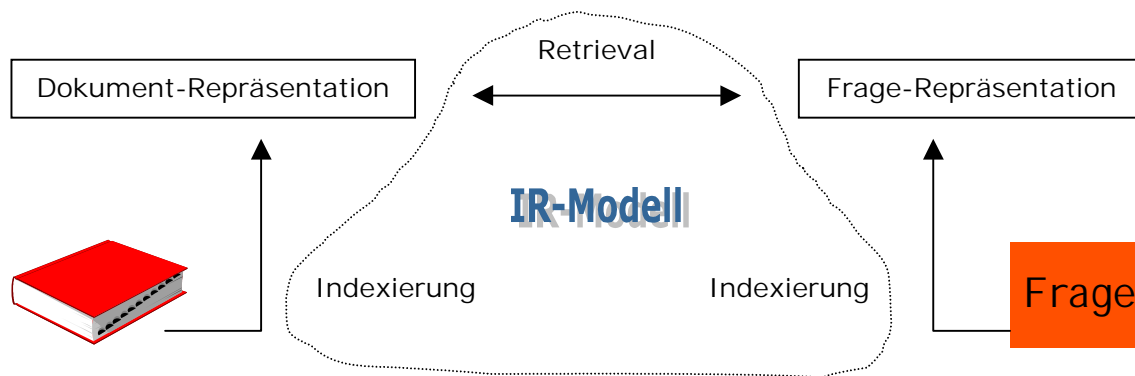 Retrieval
Dokument-Repräsentation
Frage-Repräsentation
IR-Modell
Indexierung
Indexierung
Frage